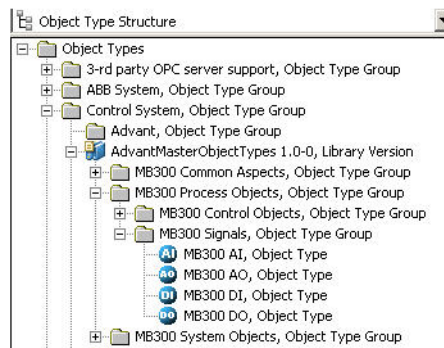 Object Type Structure
Object Types
3-rd party OPC server support, Object Type Group
ABB System, Object Type Group
Control System, Object Type Group
Advant, Object Type Group
AdvantMasterObjectTypes 1.0-0, Library Version
MB300 Common Aspects, Object Type Group
MB300 Process Objects, Object Type Group
MB300 Control Objects, Object Type Group
MB300 Signals, Object Type Group
AI MB300 AI, Object Type
AO MB300 AO, Object Type
DI MB300 DI, Object Type
DO MB300 DO, Object Type
MB300 System Objects, Object Type Group